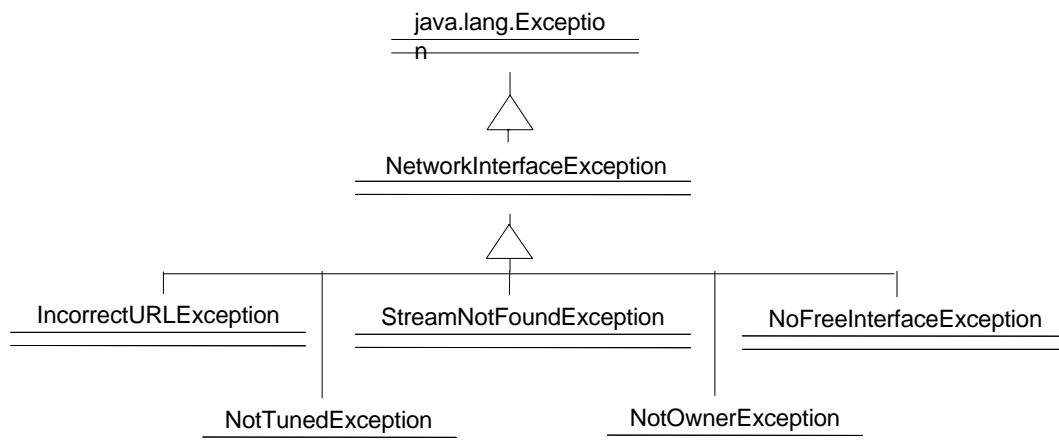 java.lang.Exceptio
n
NetworkInterfaceException
IncorrectURLException
StreamNotFoundException
NoFreeInterfaceException
NotTunedException
NotOwnerException